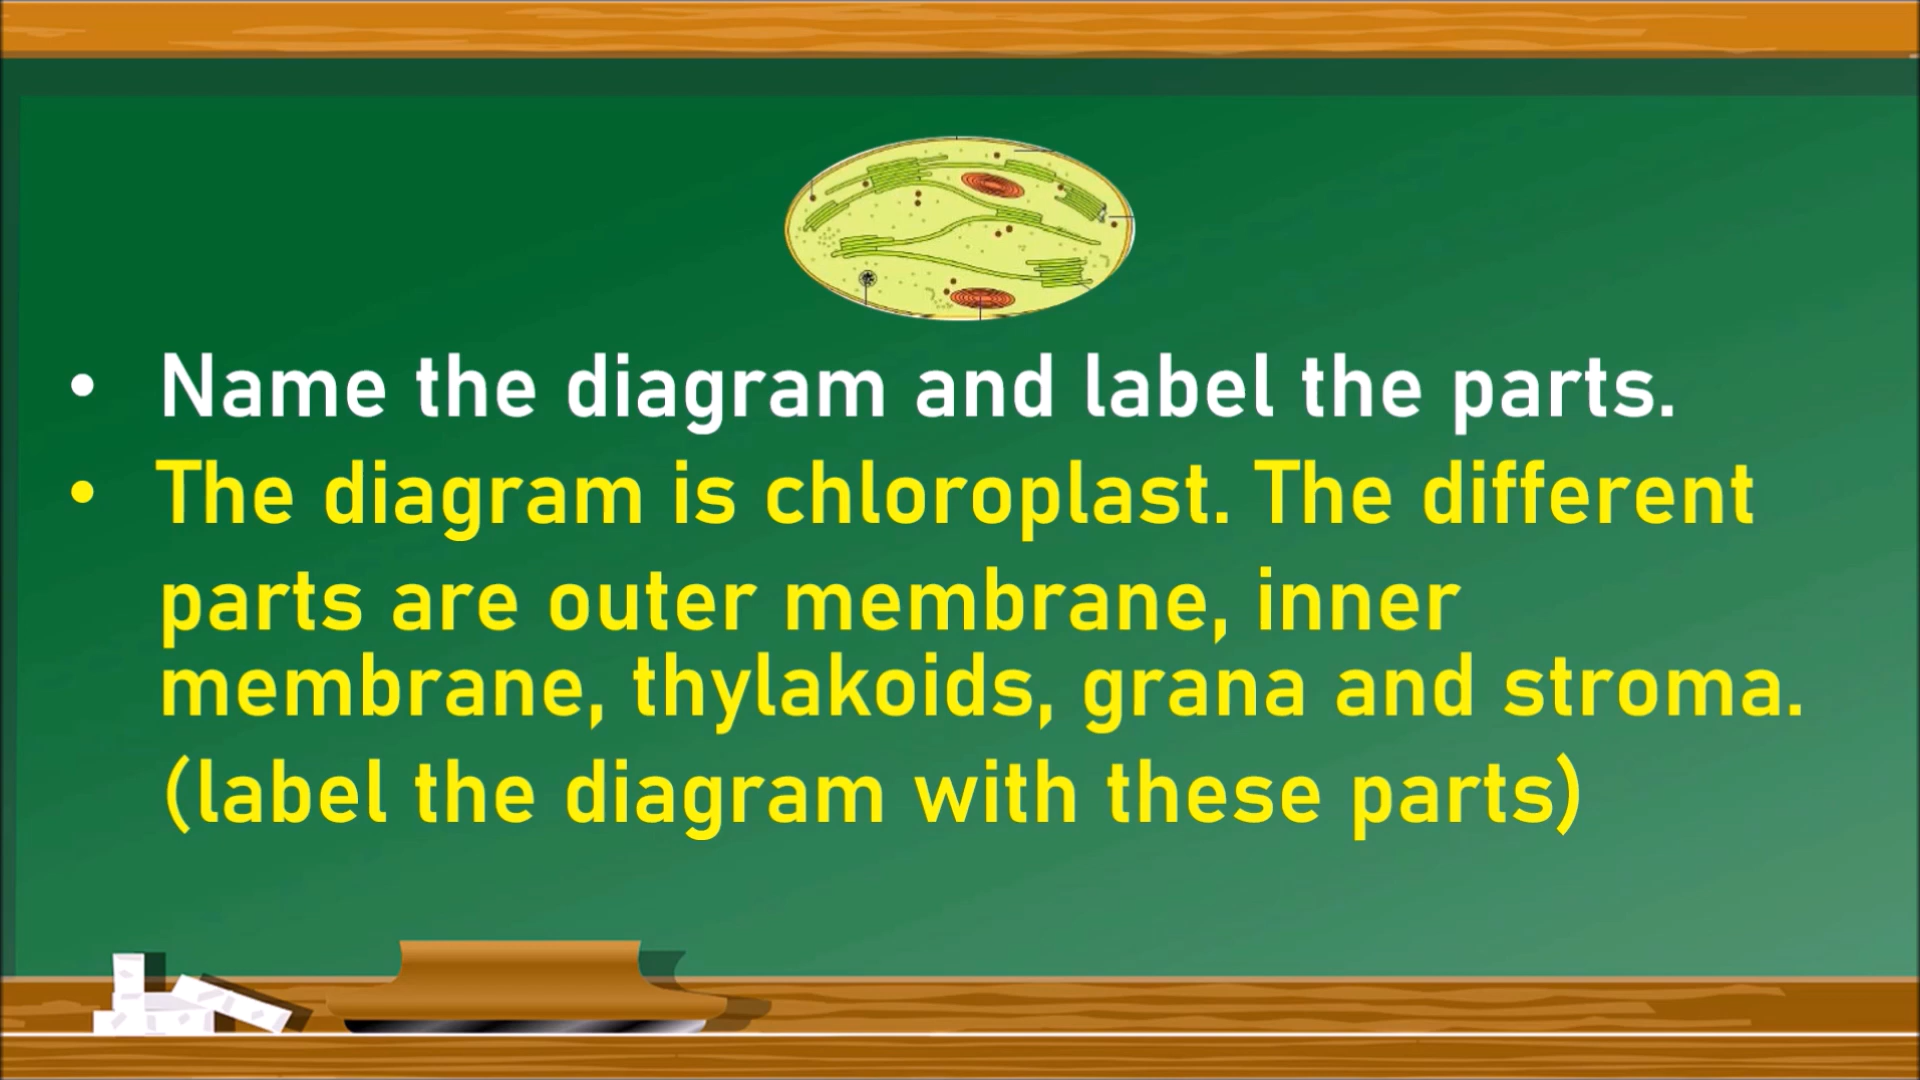 • Name the diagram and label the parts.
• The diagram is chloroplast. The different
parts are outer membrane, inner
membrane, thylakoids, grana and stroma.
(label the diagram with these parts)